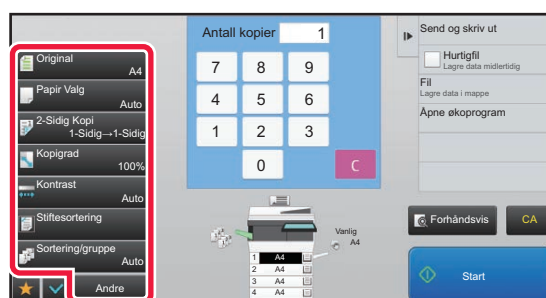 Original
A4
Papir Valg
Auto
2-Sidig Kopi
1-Sidig→1-Sidig
Kopigrad
100%
Kontrast
Auto
Stiftesortering
Sortering/gruppe
Auto
Andre
Antall kopier 1
7 8 9
4 5 6
1 2 3
0 C
Vanlig
A4
1 A4
2 A4
3 A4
4 A4
Send og skriv ut
Hurtigfil
Lagre data midlertidig
Fil
Lagre data i mappe
Åpne økoprogram
Forhåndsvis
CA
Start